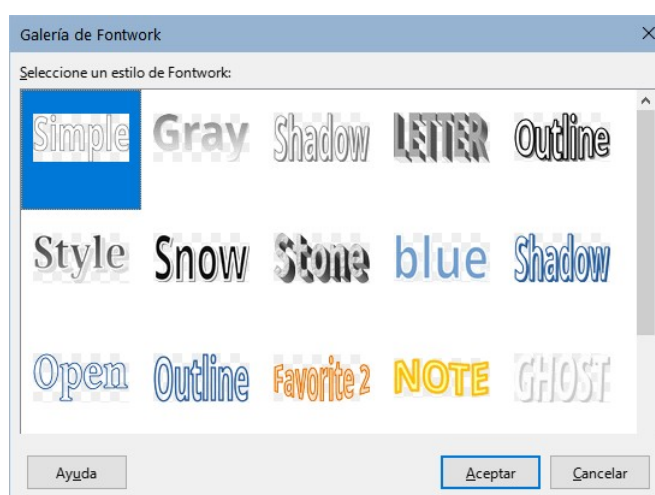 Galería de Fontwork
Seleccione un estilo de Fontwork:
Simple Gray Shadow LETTER Outline
Style Snow Stone blue Shadow
Open Outline Favorite 2 NOTE GHOST
Ayuda Aceptar Cancelar